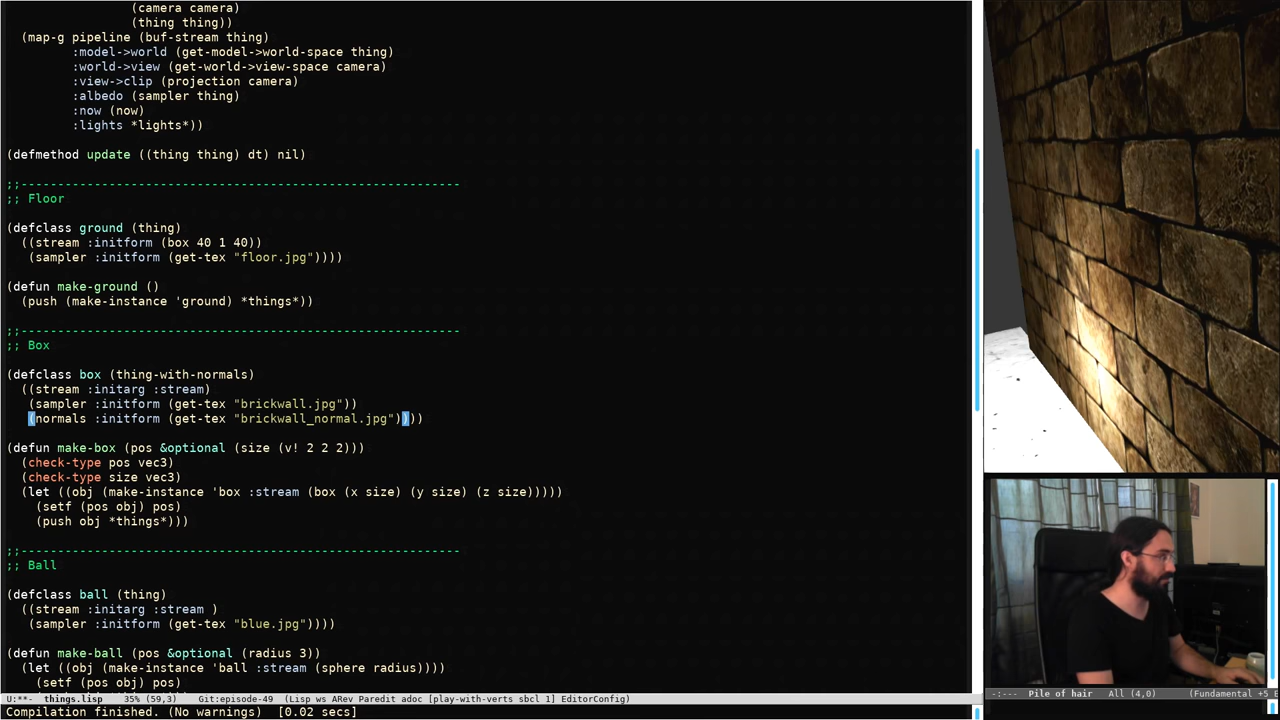 (camera camera)
(thing thing))
(map-g pipeline (buf-stream thing)
:model->world (get-model->world-space thing)
:world->view (get-world->view-space camera)
:view->clip (projection camera)
:albedo (sampler thing)
:now (now)
:lights *lights*))
(defmethod update ((thing thing) dt) nil)
;;------------------------------------------------------------
;; Floor
(defclass ground (thing)
((stream :initform (box 40 1 40))
(sampler :initform (get-tex "floor.jpg"))))
(defun make-ground ()
(push (make-instance 'ground) *things*))
;;------------------------------------------------------------
;; Box
(defclass box (thing-with-normals)
((stream :initarg :stream)
(sampler :initform (get-tex "brickwall.jpg"))
(normals :initform (get-tex "brickwall_normal.jpg"))))
(defun make-box (pos &optional (size (v! 2 2 2)))
(check-type pos vec3)
(check-type size vec3)
(let ((obj (make-instance 'box :stream (box (x size) (y size) (z size)))))
(setf (pos obj) pos)
(push obj *things*)))
;;------------------------------------------------------------
;; Ball
(defclass ball (thing)
((stream :initarg :stream )
(sampler :initform (get-tex "blue.jpg"))))
(defun make-ball (pos &optional (radius 3))
(let ((obj (make-instance 'ball :stream (sphere radius))))
(setf (pos obj) pos)
U:**- things.lisp 35% (59,3) Git:episode-49 (Lisp ws ARev Paredit adoc [play-with-verts sbcl 1] EditorConfig)
Compilation finished. (No warnings) [0.02 secs]
-:--- Pile of hair All (4,0) (Fundamental +5 E